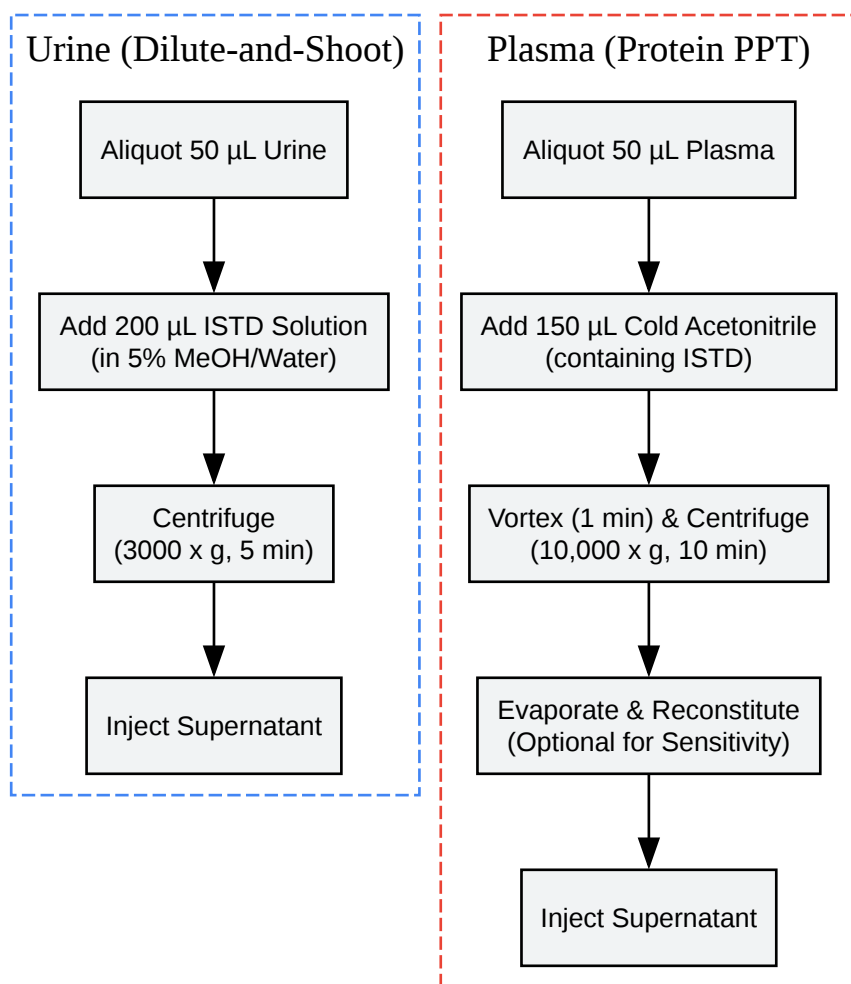 Urine (Dilute-and-Shoot)
Aliquot 50 µL Urine
Add 200 µL ISTD Solution
(in 5% MeOH/Water)
Centrifuge
(3000 x g, 5 min)
Inject Supernatant
Plasma (Protein PPT)
Aliquot 50 µL Plasma
Add 150 µL Cold Acetonitrile
(containing ISTD)
Vortex (1 min) & Centrifuge
(10,000 x g, 10 min)
Evaporate & Reconstitute
(Optional for Sensitivity)
Inject Supernatant